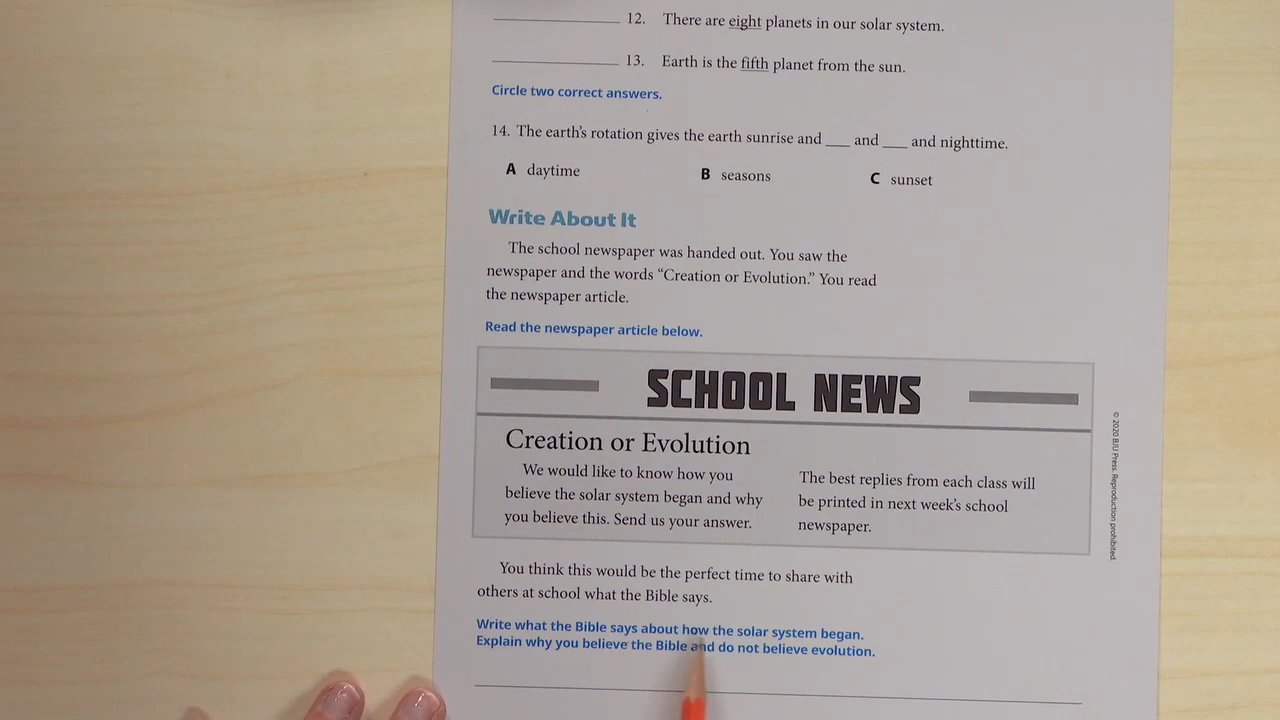 ____________ 12. There are eight planets in our solar system.
____________ 13. Earth is the fifth planet from the sun.
Circle two correct answers.
14. The earth's rotation gives the earth sunrise and ___ and ___ and nighttime.
A daytime B seasons C sunset
Write About It
The school newspaper was handed out. You saw the
newspaper and the words “Creation or Evolution.” You read
the newspaper article.
Read the newspaper article below.
SCHOOL NEWS
Creation or Evolution
We would like to know how you
believe the solar system began and why
you believe this. Send us your answer.
The best replies from each class will
be printed in next week's school
newspaper.
© 2020 BJU Press. Reproduction prohibited.
You think this would be the perfect time to share with
others at school what the Bible says.
Write what the Bible says about how the solar system began.
Explain why you believe the Bible and do not believe evolution.